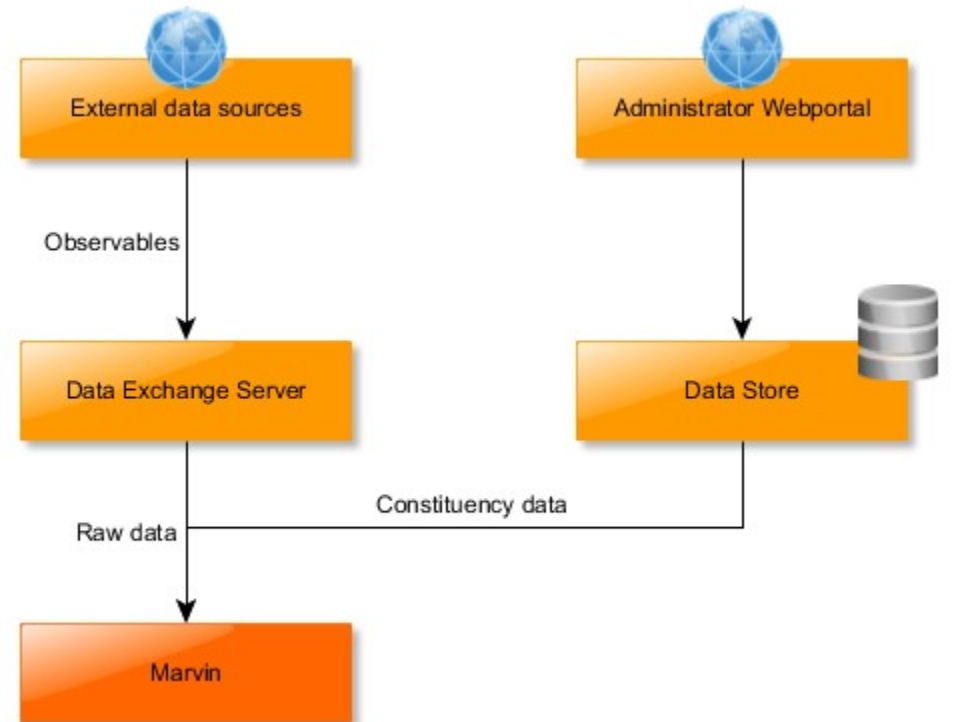 External data sources
Administrator Webportal
Observables
Data Exchange Server
Data Store
Constituency data
Raw data
Marvin